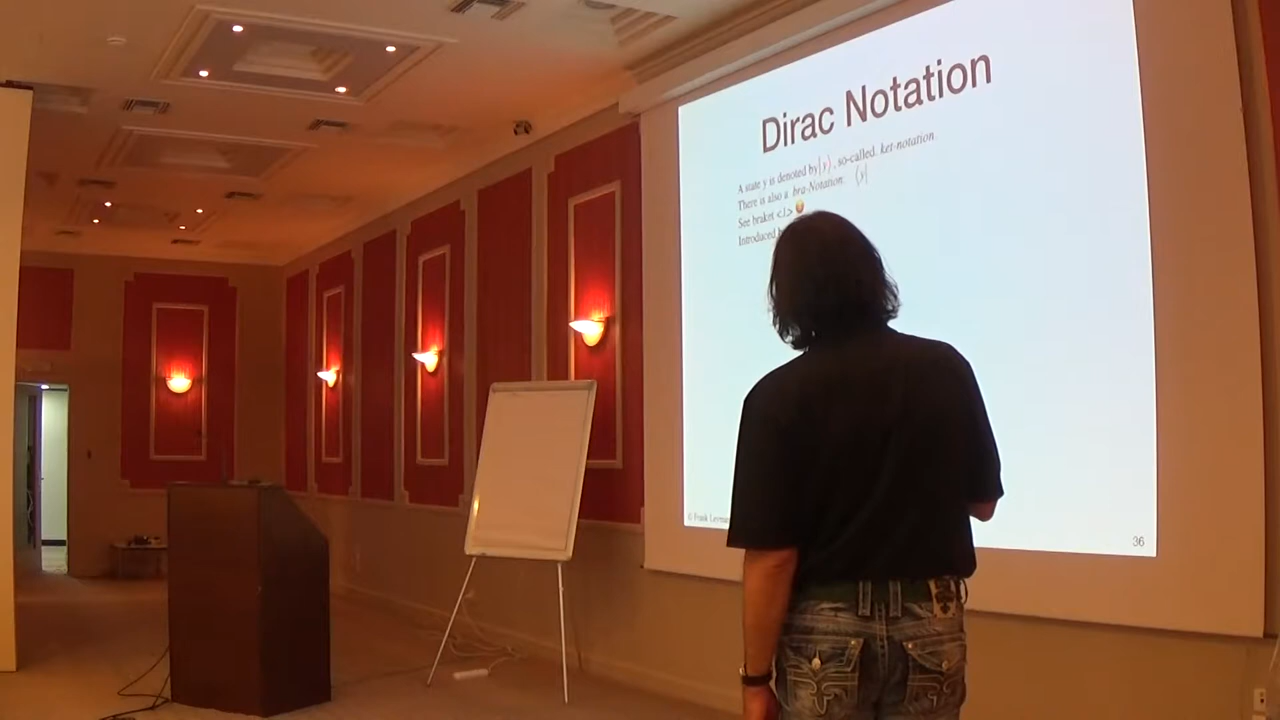 Dirac Notation
A state y is denoted by |y⟩, so-called, ket-notation.
There is also a bra-Notation: ⟨y|
See braket <./.>
Introduced
© Frank
36